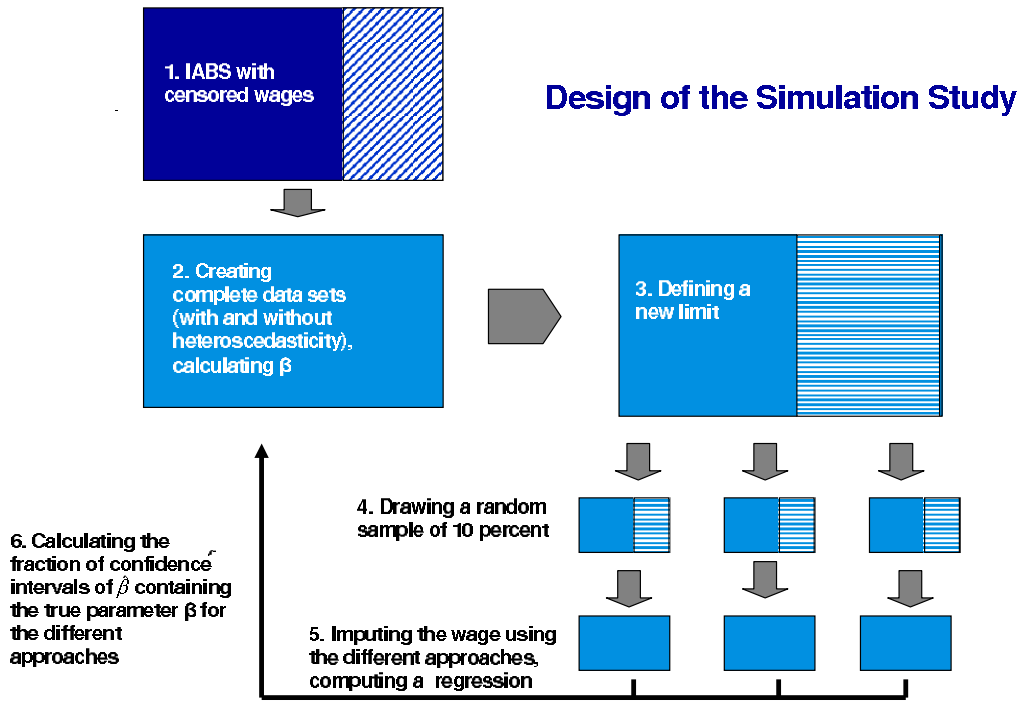 1. IABS with
censored wages
Design of the Simulation Study
2. Creating
complete data sets
(with and without
heteroscedasticity),
calculating β
3. Defining a
new limit
4. Drawing a random
sample of 10 percent
5. Imputing the wage using
the different approaches,
computing a regression
6. Calculating the
fraction of confidence
intervals of β̂ containing
the true parameter β for
the different
approaches